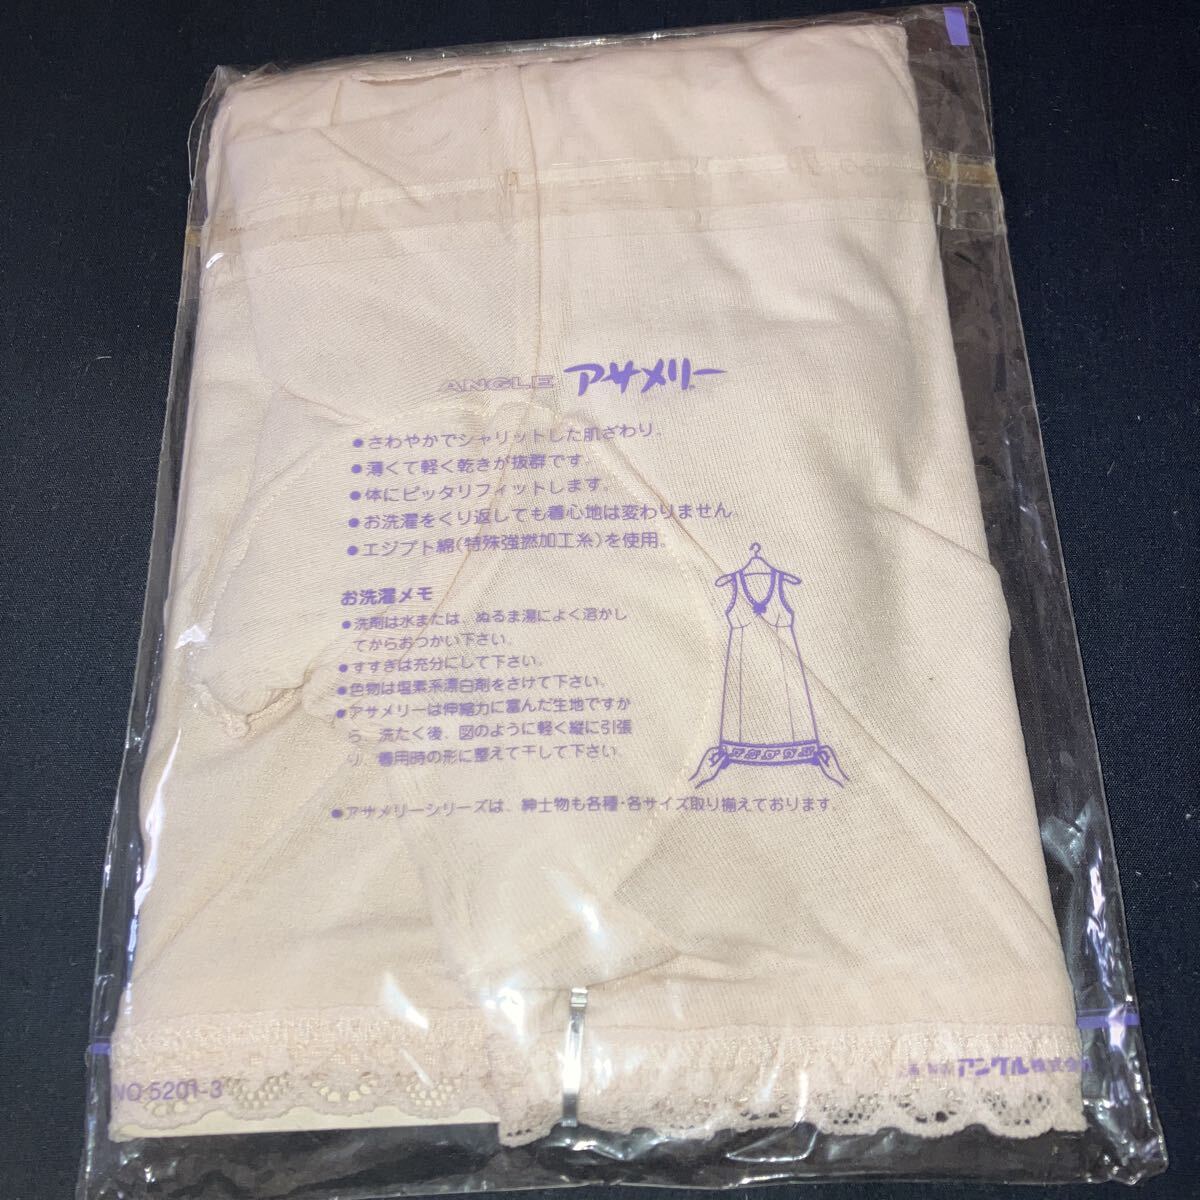 ANGLE アサメリー
●さわやかでシャリットした肌ざわり。
●薄くて軽く乾きが抜群です。
●体にピッタリフィットします。
●お洗濯をくり返しても着心地は変わりません。
●エジプト綿(特殊強撚加工糸)を使用。
お洗濯メモ
●洗剤は水または、ぬるま湯によく溶かし
てからおつかい下さい。
●すすぎは充分にして下さい。
●色物は塩素系漂白剤をさけて下さい。
●アサメリーは伸縮力に富んだ生地ですか
ら、洗たく後、図のように軽く縦に引張
り、着用時の形に整えて干して下さい。
●アサメリーシリーズは、紳士物も各種・各サイズ取り揃えております。
NO 5201-3
アングル株式会社